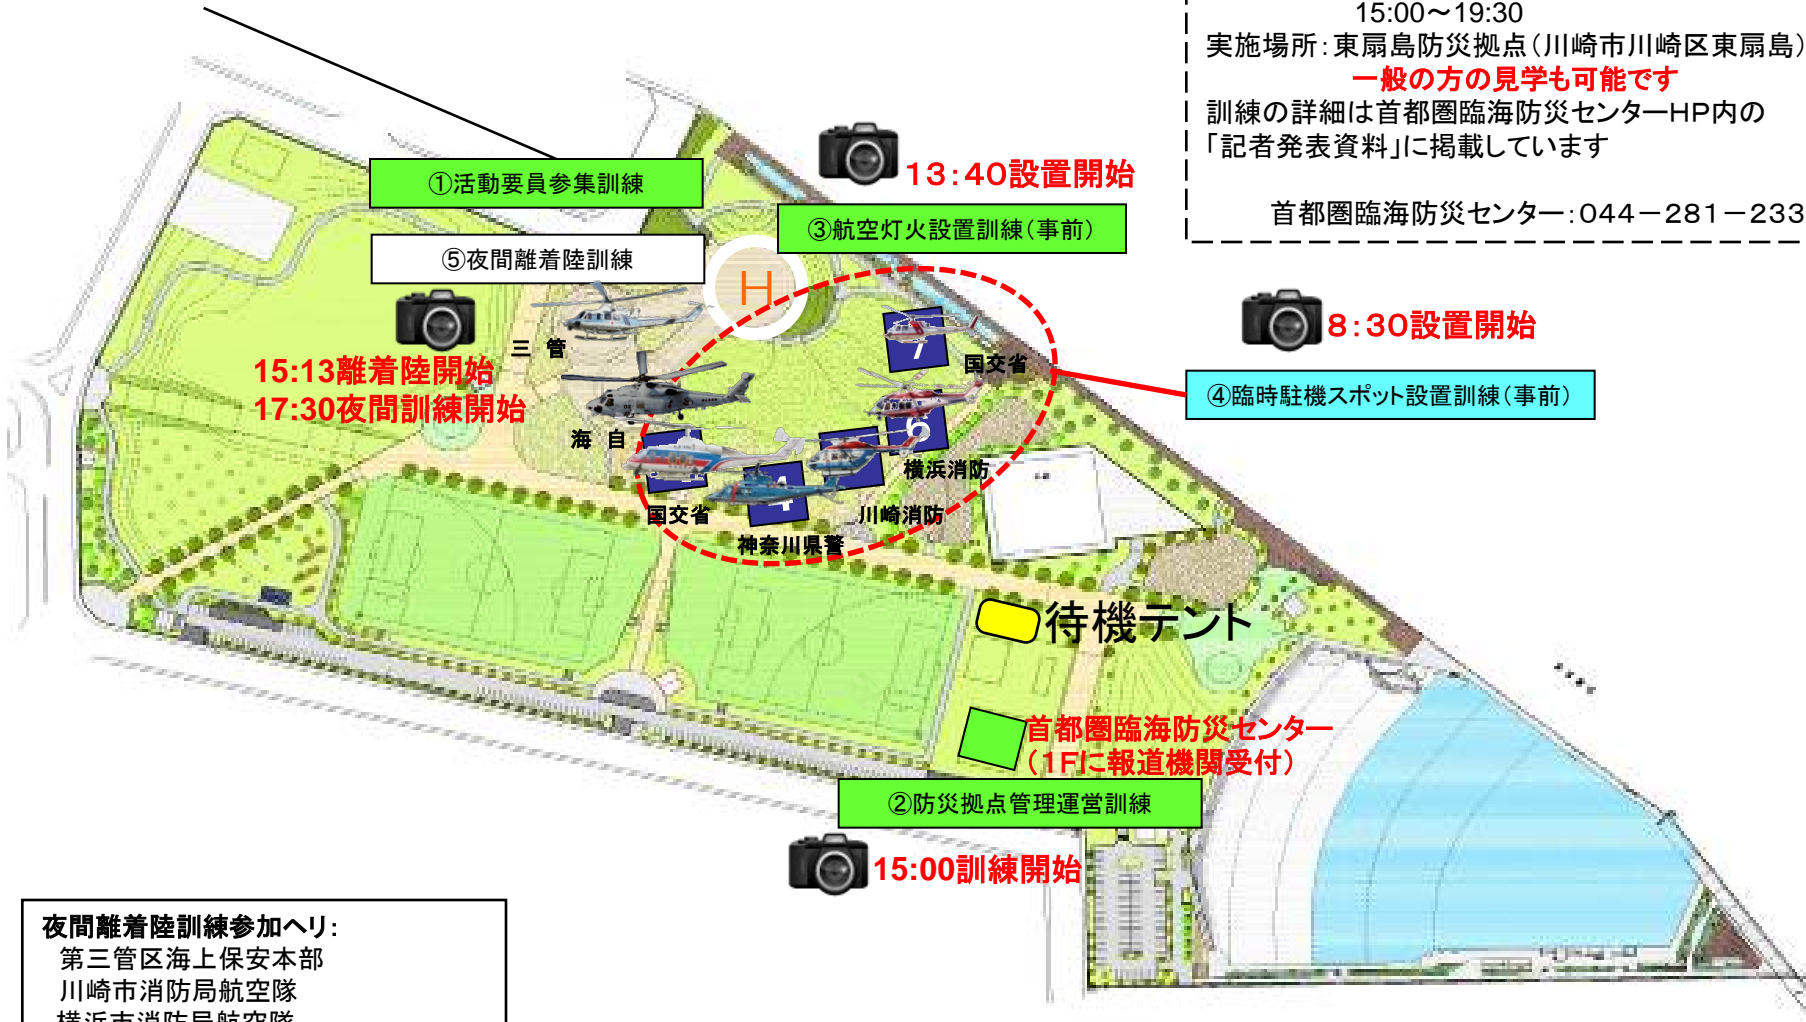 15:00~19:30
実施場所:東扇島防災拠点(川崎市川崎区東扇島)
一般の方の見学も可能です
訓練の詳細は首都圏臨海防災センターHP内の
「記者発表資料」に掲載しています
首都圏臨海防災センター:044-281-233
13:40設置開始
①活動要員参集訓練
③航空灯火設置訓練(事前)
⑤夜間離着陸訓練
H
8:30設置開始
三 管
7
国交省
15:13離着陸開始
17:30夜間訓練開始
④臨時駐機スポット設置訓練(事前)
海 自
6
横浜消防
4
国交省
川崎消防
神奈川県警
待機テント
首都圏臨海防災センター
(1Fに報道機関受付)
②防災拠点管理運営訓練
15:00訓練開始
夜間離着陸訓練参加ヘリ:
第三管区海上保安本部
川崎市消防局航空隊
横浜市消防局航空隊